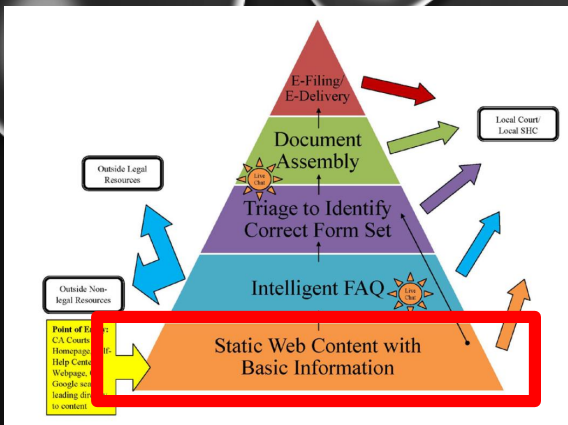 E-Filing/
E-Delivery
Document
Assembly
Live
Chat
Triage to Identify
Correct Form Set
Intelligent FAQ
Live
Chat
Static Web Content with
Basic Information
Outside Legal
Resources
Outside Non-
legal Resources
Local Court/
Local SHC
Point of Entry:
CA Courts
Homepage,
Help Center
Webpage,
Google
leading
to content